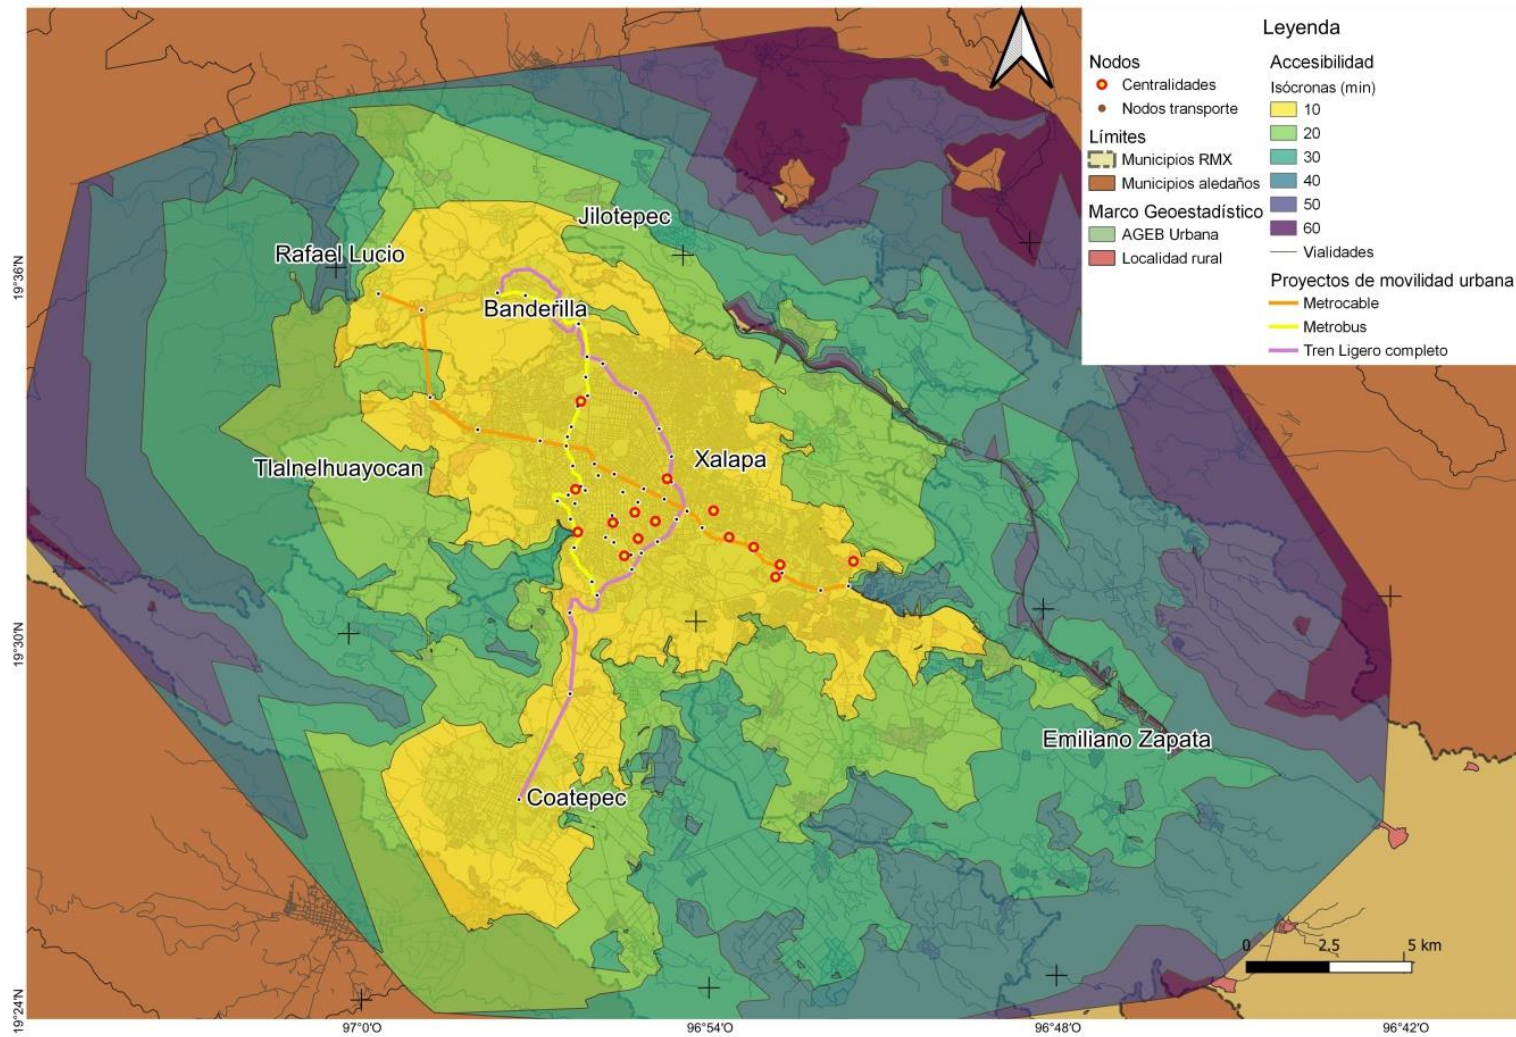 Leyenda
Nodos
Centralidades
Nodos transporte
Límites
Municipios RMX
Municipios aledaños
Marco Geoestadístico
AGEB Urbana
Localidad rural
Accesibilidad
Isócronas (min)
10
20
30
40
50
60
Vialidades
Proyectos de movilidad urbana
Metrocable
Metrobus
Tren Ligero completo
Jilotepec
Rafael Lucio
Banderilla
Xalapa
Tlalnelhuayocan
Emiliano Zapata
Coatepec
19°36'N
19°30'N
19°24'N
0 2.5 5 km
97°0'O 96°54'O 96°48'O 96°42'O